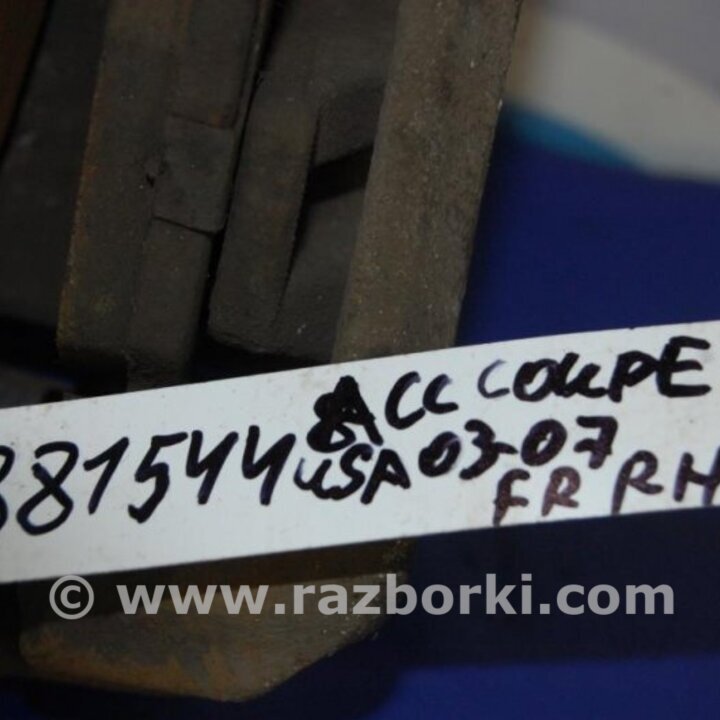 881544 ACC COUPE
USA 03-07
FR RH
© www.razborki.com